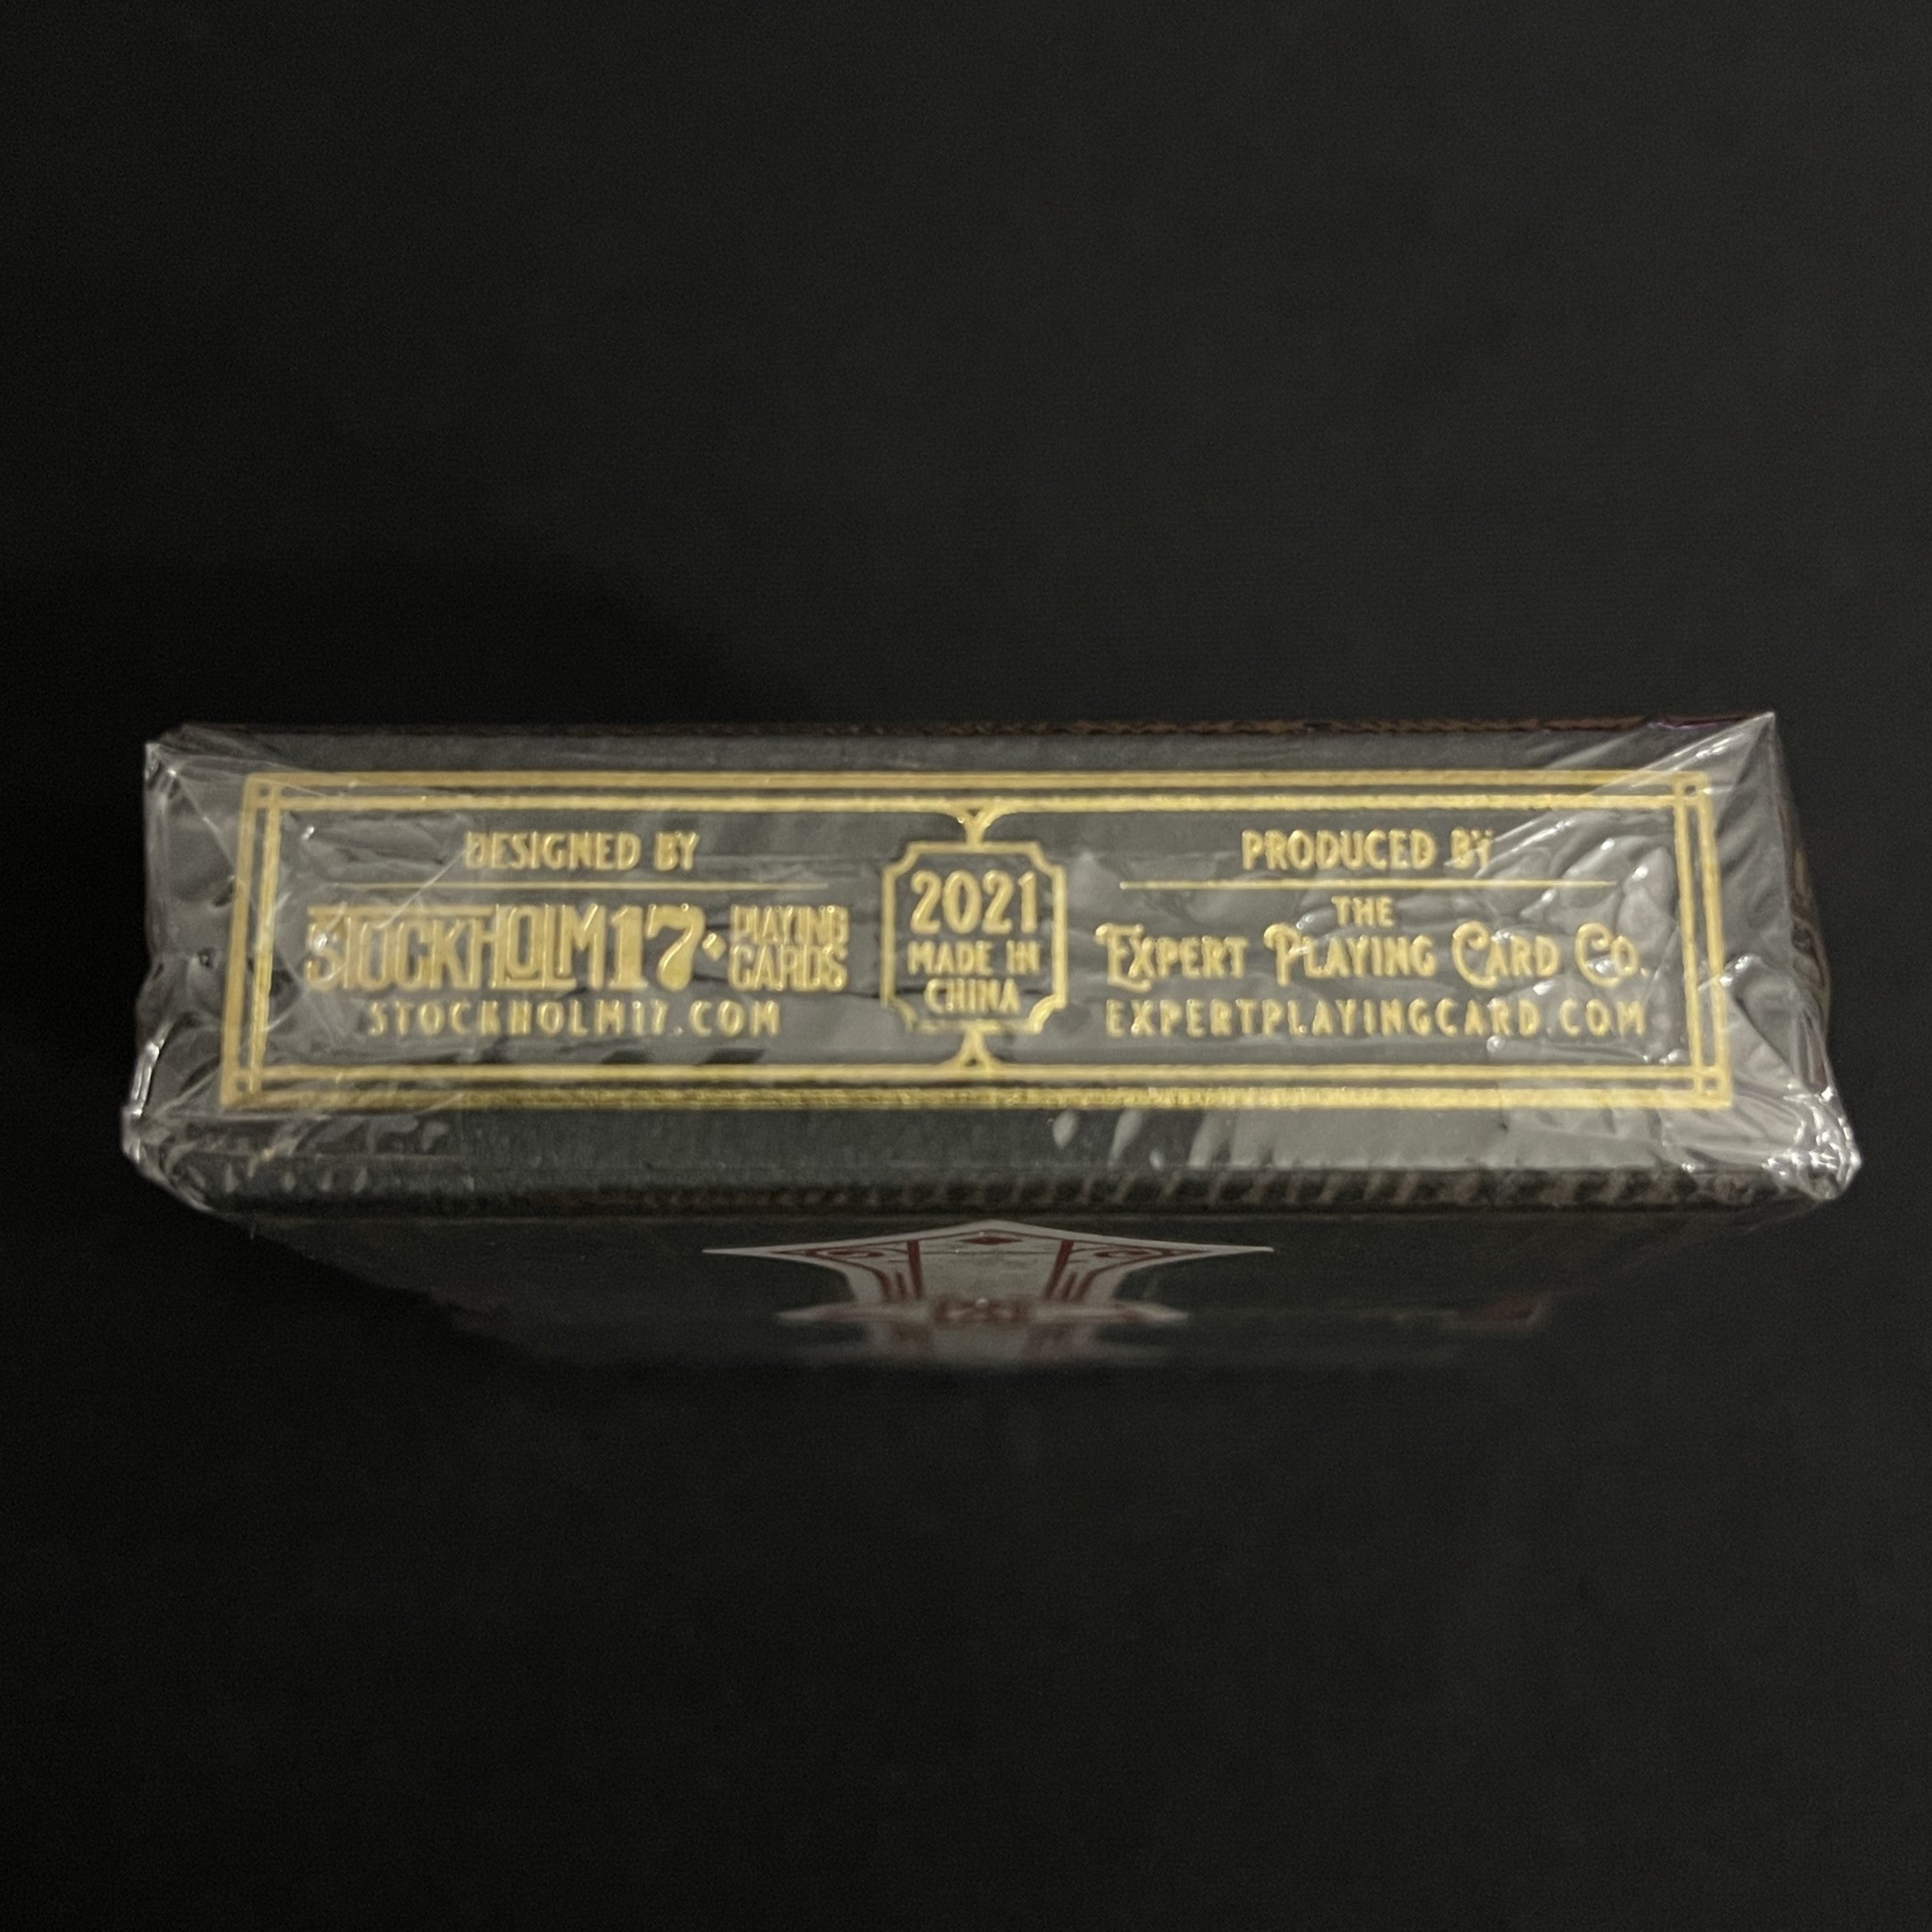 DESIGNED BY
STOCKHOLM17 · PLAYING CARDS
STOCKHOLM17.COM
2021
MADE IN
CHINA
PRODUCED BY
THE
EXPERT PLAYING CARD CO.
EXPERTPLAYINGCARD.COM